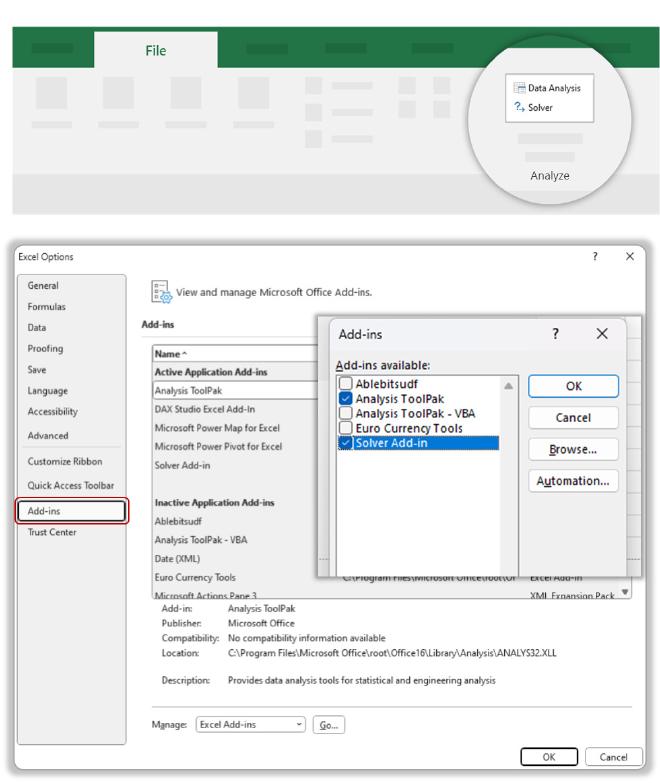 File
Data Analysis
Solver
Analyze
Excel Options
?
General
Formulas
Data
Proofing
Save
Language
Accessibility
Advanced
Customize Ribbon
Quick Access Toolbar
Add-ins
Trust Center
View and manage Microsoft Office Add-ins.
Add-ins
Name
Active Application Add-ins
Analysis ToolPak
DAX Studio Excel Add-In
Microsoft Power Map for Excel
Microsoft Power Pivot for Excel
Solver Add-in
Inactive Application Add-ins
Ablebitsudf
Analysis ToolPak - VBA
Date (XML)
Euro Currency Tools C:\Program Files\Microsoft Office\root\Of Excel Add-in
Microsoft Actions Pane 3 XML Expansion Pack
Add-in: Analysis ToolPak
Publisher: Microsoft Office
Compatibility: No compatibility information available
Location: C:\Program Files\Microsoft Office\root\Office16\Library\Analysis\ANALYS32.XLL
Description: Provides data analysis tools for statistical and engineering analysis
Manage: Excel Add-ins Go...
OK Cancel
Add-ins ?
Add-ins available:
Ablebitsudf
Analysis ToolPak
Analysis ToolPak - VBA
Euro Currency Tools
Solver Add-in
OK
Cancel
Browse...
Automation...